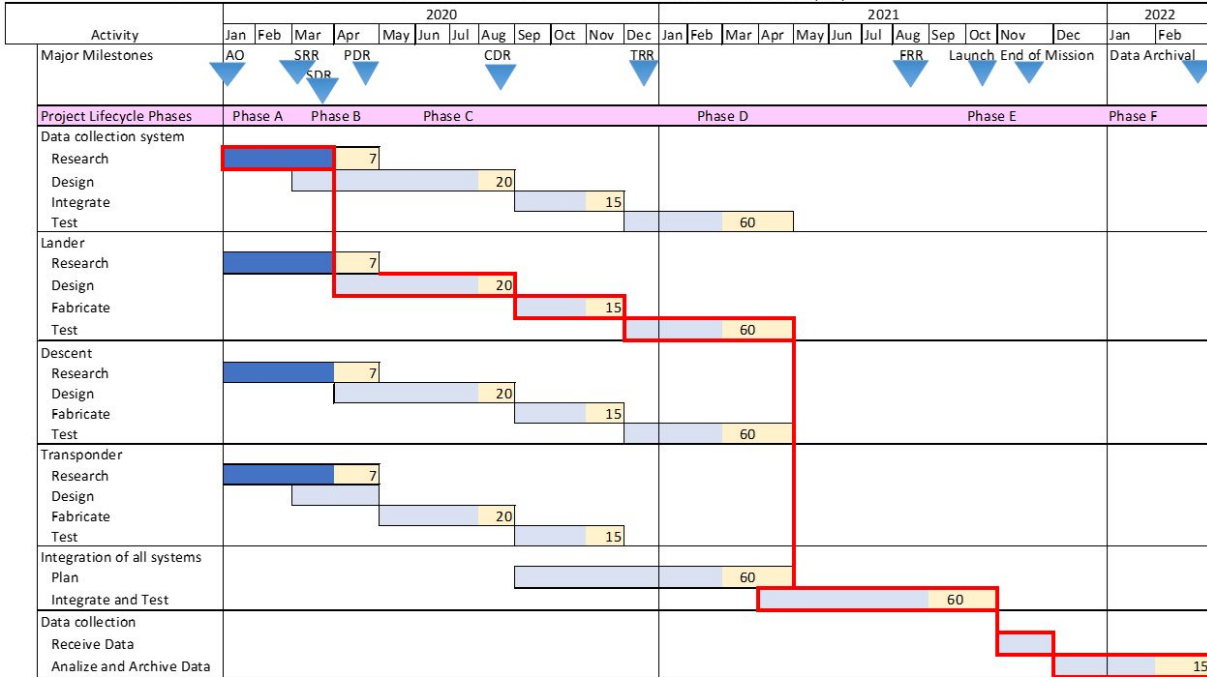 2020 2021 2022
Activity Jan Feb Mar Apr May Jun Jul Aug Sep Oct Nov Dec Jan Feb Mar Apr May Jun Jul Aug Sep Oct Nov Dec Jan Feb
Major Milestones AO SRR PDR CDR TRR FRR Launch End of Mission Data Archival
SDR
Project Lifecycle Phases Phase A Phase B Phase C Phase D Phase E Phase F
Data collection system
Research 7
Design 20
Integrate 15
Test 60
Lander
Research 7
Design 20
Fabricate 15
Test 60
Descent
Research 7
Design 20
Fabricate 15
Test 60
Transponder
Research 7
Design
Fabricate 20
Test 15
Integration of all systems
Plan 60
Integrate and Test 60
Data collection
Receive Data
Analize and Archive Data 15